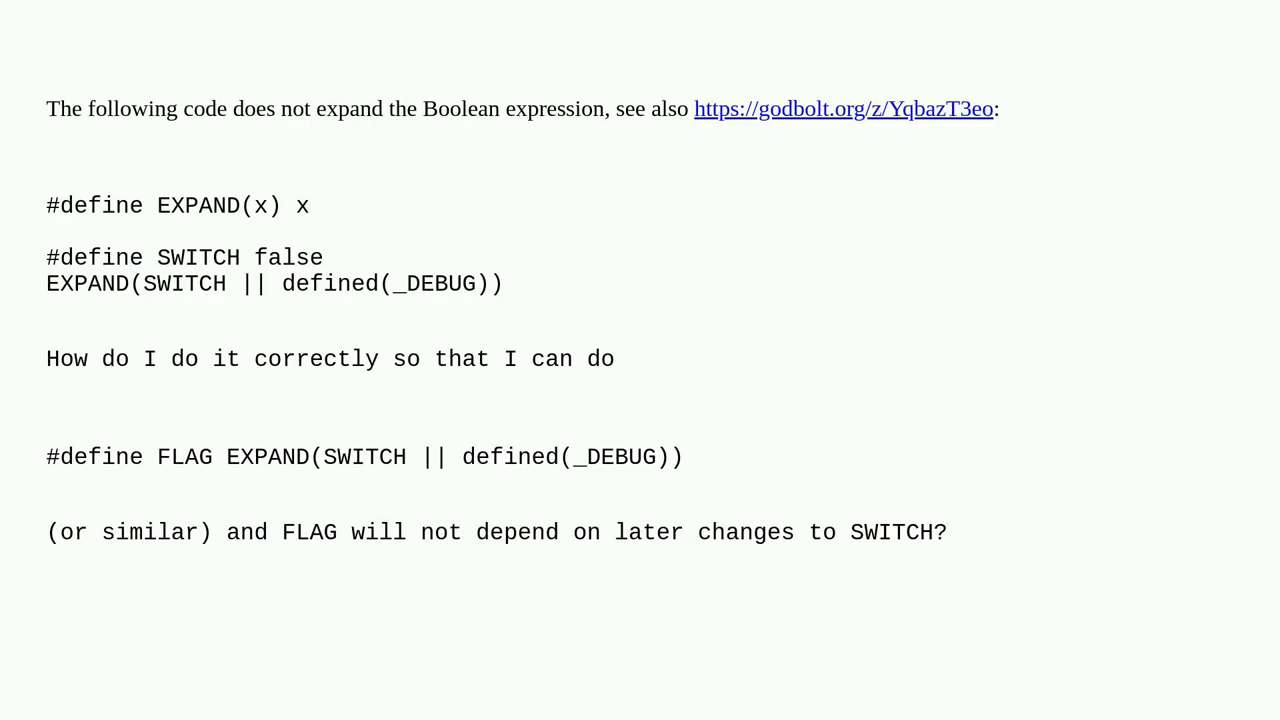 The following code does not expand the Boolean expression, see also https://godbolt.org/z/YqbazT3eo:
#define EXPAND(x) x
#define SWITCH false
EXPAND(SWITCH || defined(_DEBUG))
How do I do it correctly so that I can do
#define FLAG EXPAND(SWITCH || defined(_DEBUG))
(or similar) and FLAG will not depend on later changes to SWITCH?